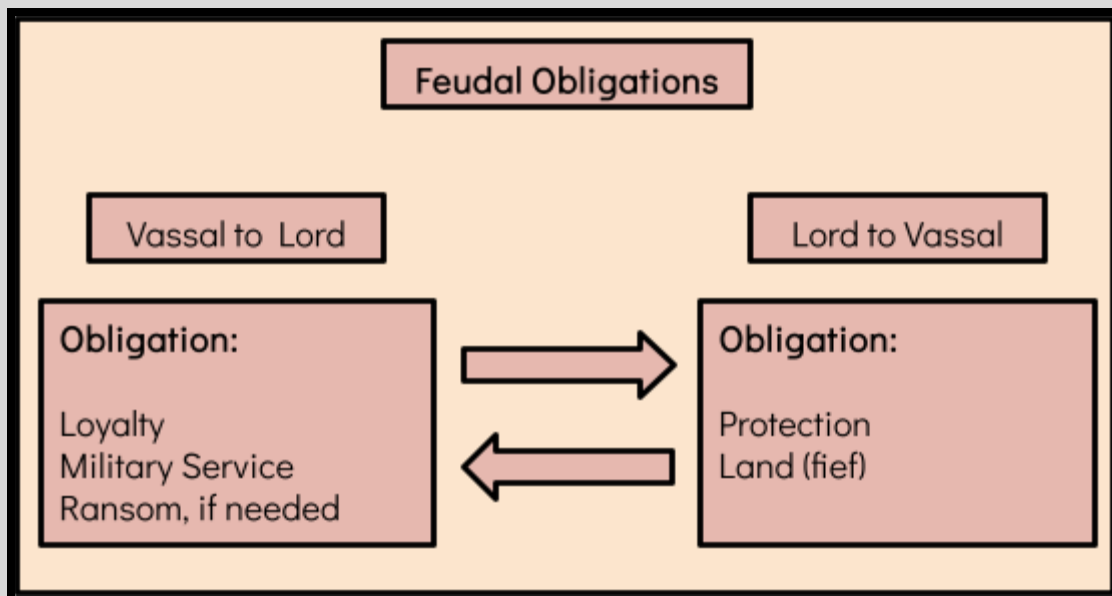 Feudal Obligations
Vassal to Lord
Obligation:
Loyalty
Military Service
Ransom, if needed
Lord to Vassal
Obligation:
Protection
Land (fief)